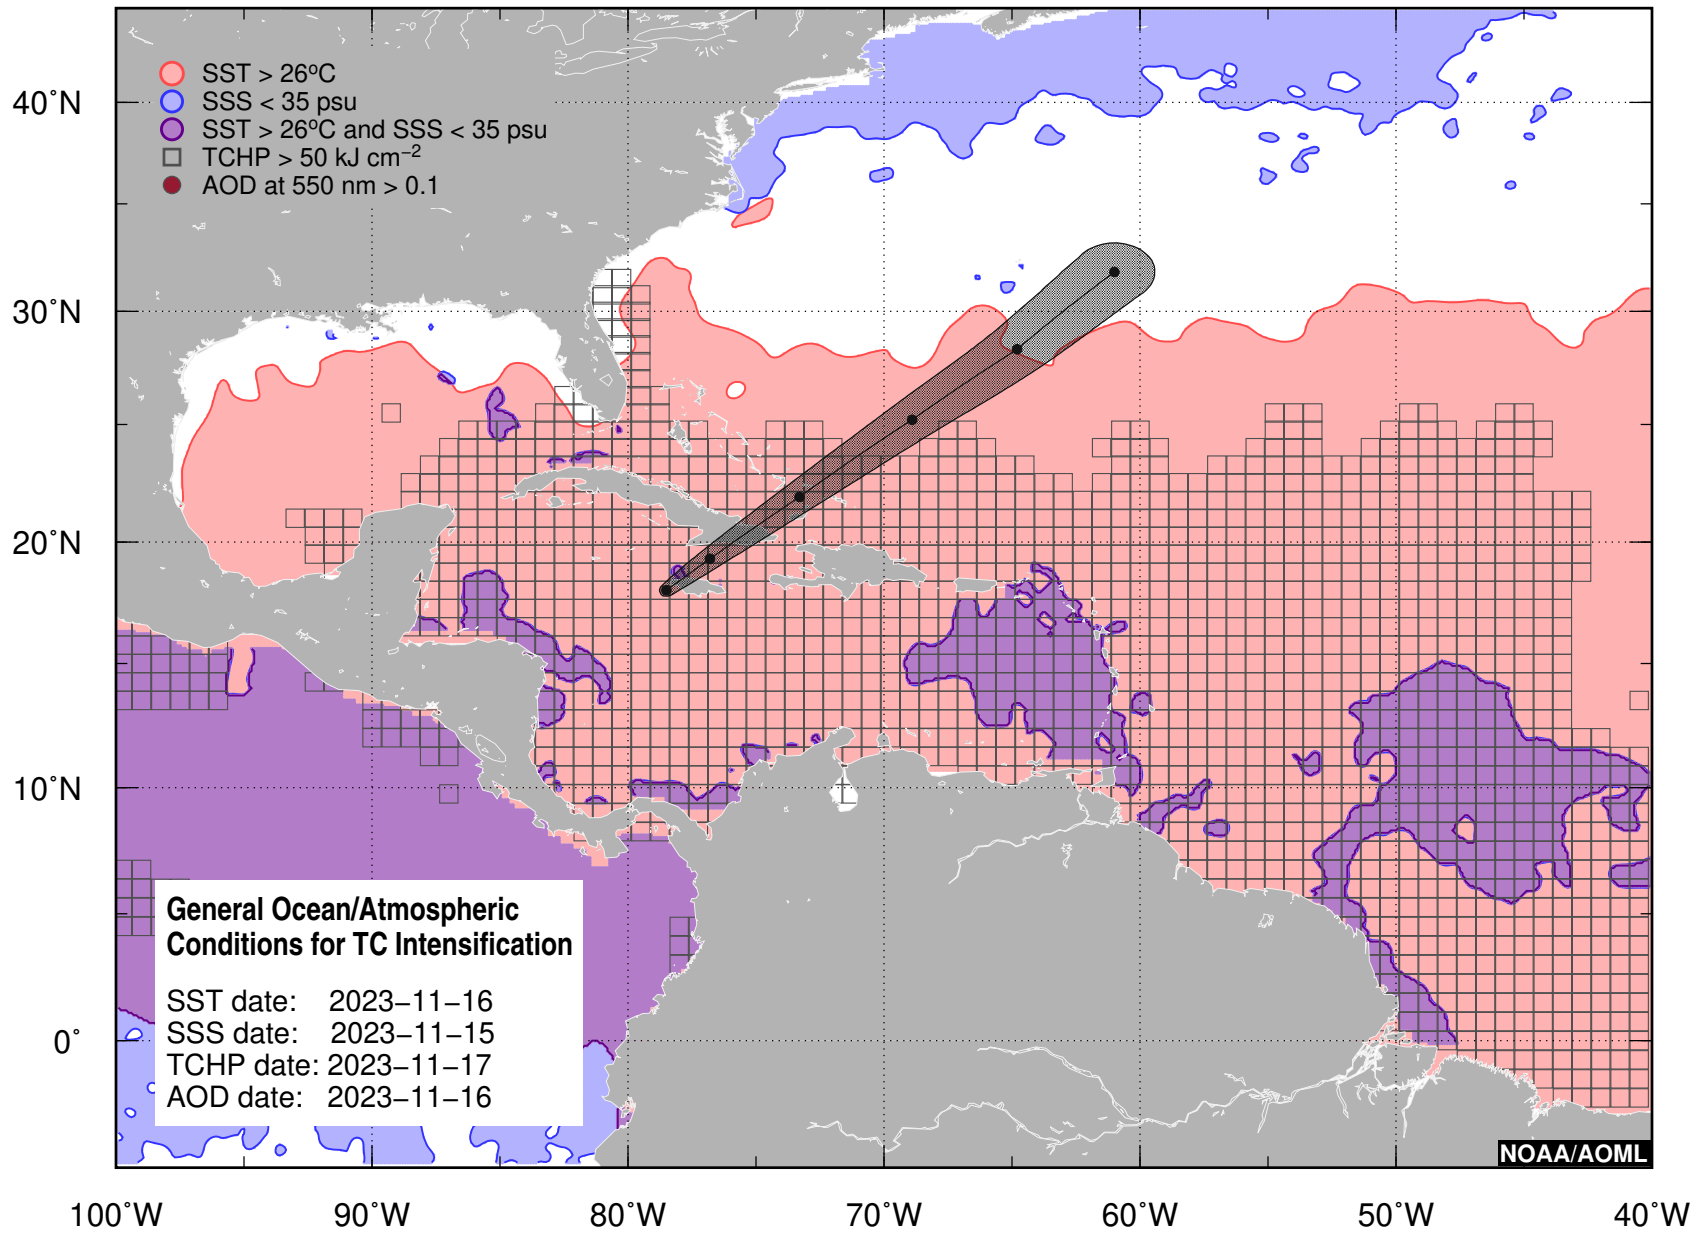 SST > 26°C
SSS < 35 psu
SST > 26°C and SSS < 35 psu
TCHP > 50 kJ cm⁻²
AOD at 550 nm > 0.1
40˚N
30˚N
20˚N
10˚N
0˚
General Ocean/Atmospheric
Conditions for TC Intensification
SST date: 2023−11−16
SSS date: 2023−11−15
TCHP date: 2023−11−17
AOD date: 2023−11−16
NOAA/AOML
100˚W 90˚W 80˚W 70˚W 60˚W 50˚W 40˚W